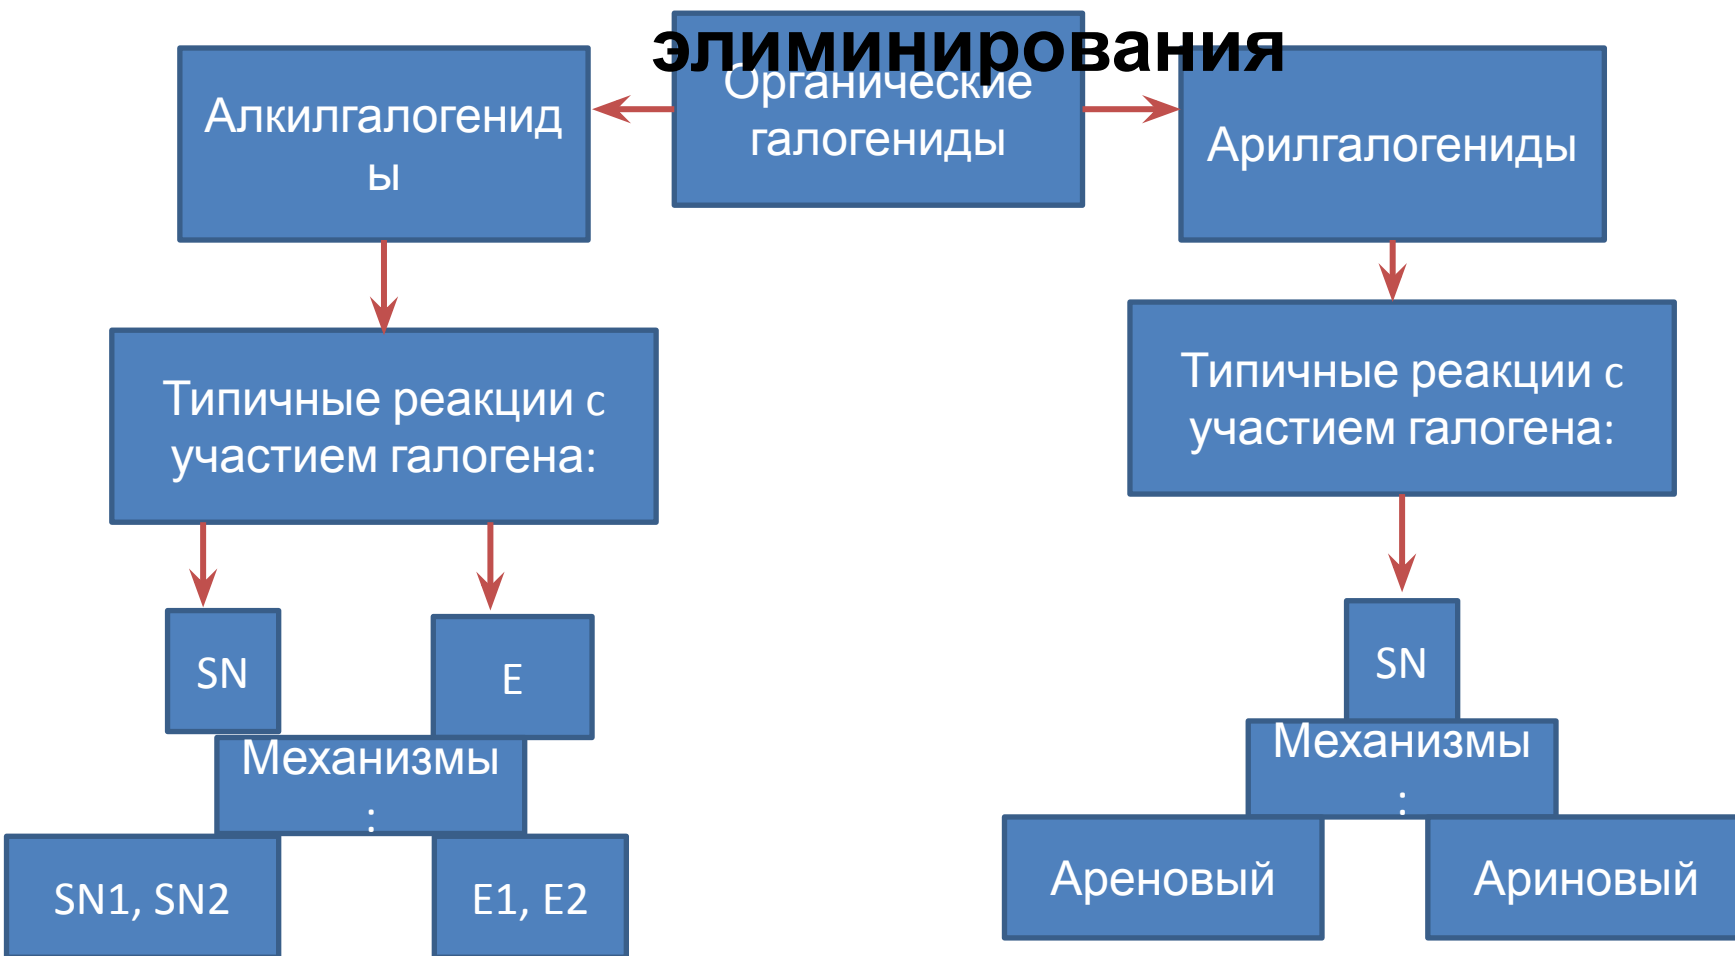 элиминирования
Органические
галогениды
Алкилгалогенид
ы
Арилгалогениды
Типичные реакции с
участием галогена:
Типичные реакции с
участием галогена:
SN
E
SN
Механизмы
:
Механизмы
:
SN1, SN2
E1, E2
Ареновый
Ариновый